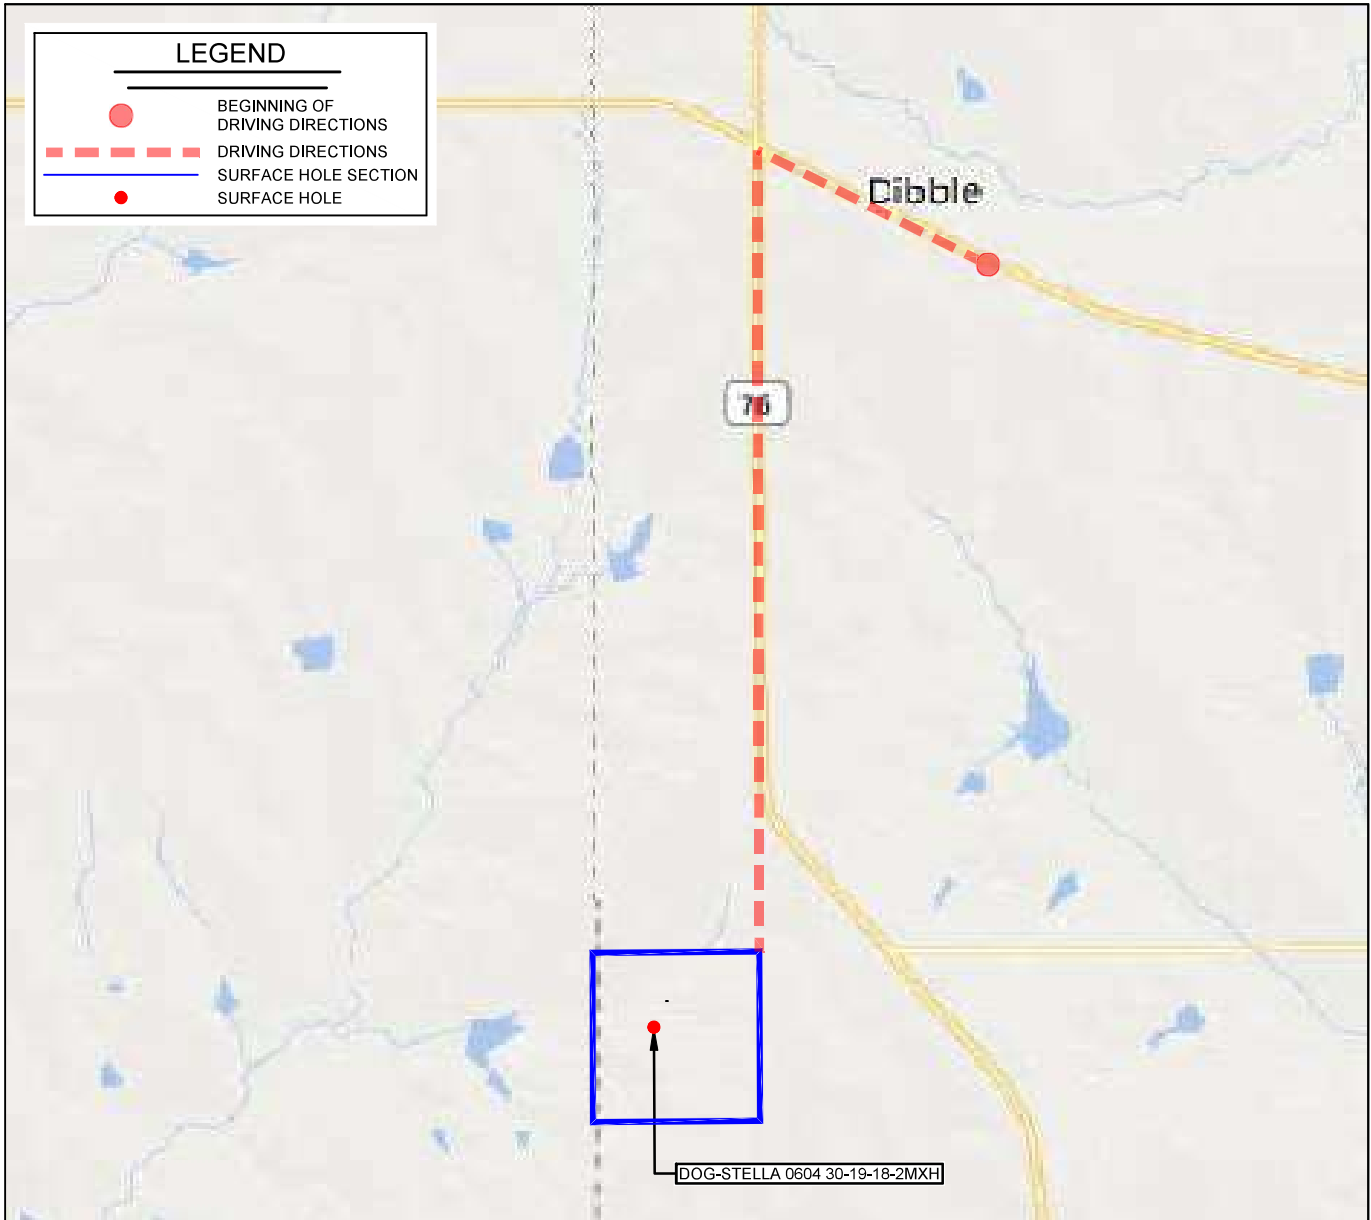 LEGEND
BEGINNING OF
DRIVING DIRECTIONS
DRIVING DIRECTIONS
SURFACE HOLE SECTION
SURFACE HOLE
Dibble
76
DOG-STELLA 0604 30-19-18-2MXH